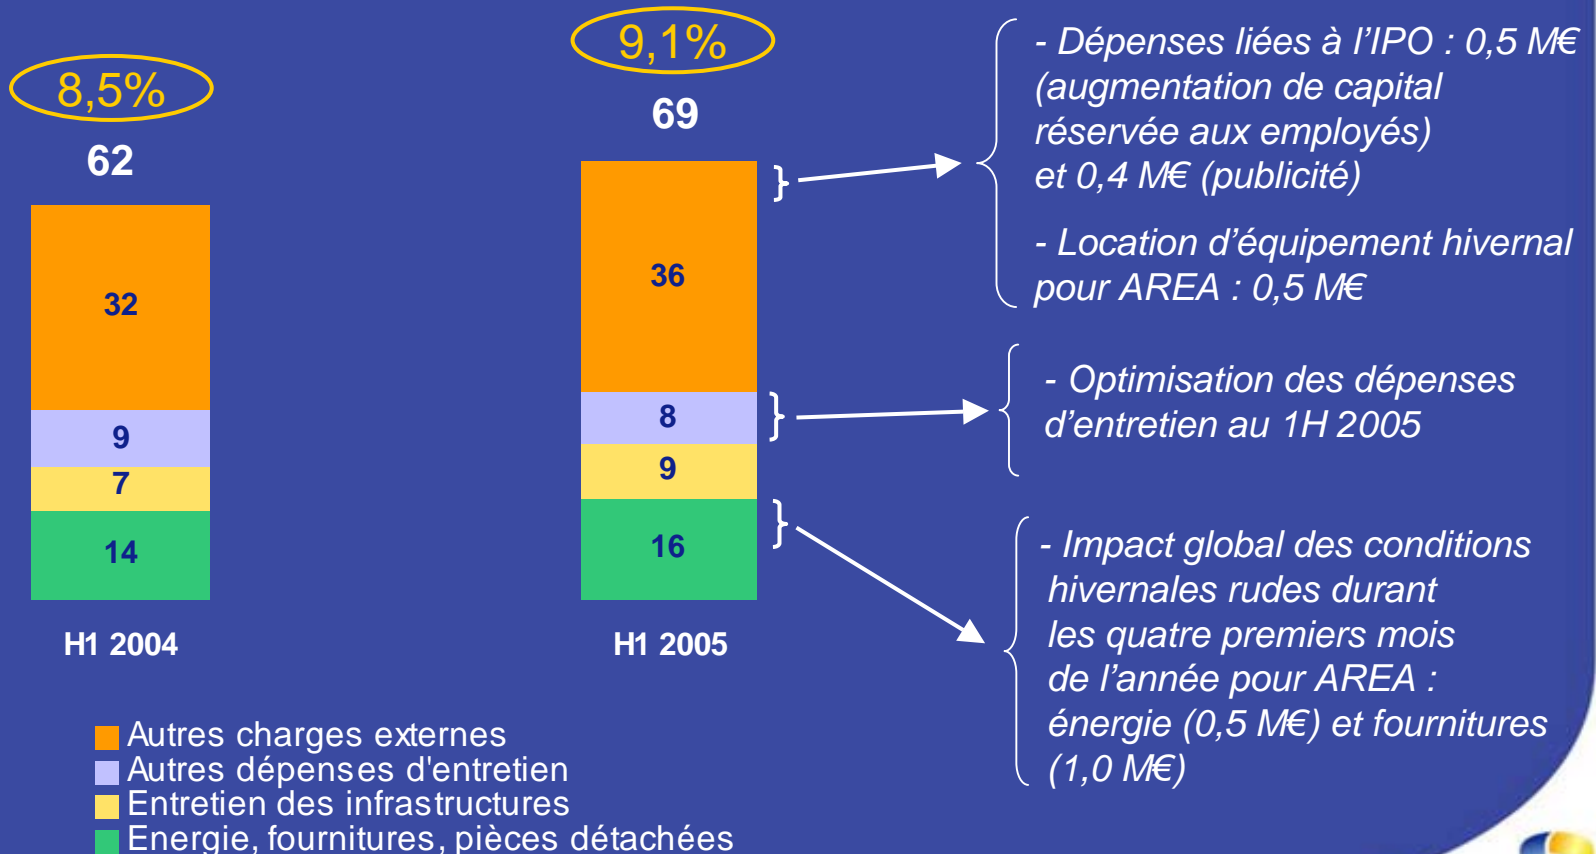 8,5%
62
32
9
7
14
H1 2004
9,1%
69
36
8
9
16
H1 2005
- Dépenses liées à l’IPO : 0,5 M€
(augmentation de capital
réservée aux employés)
et 0,4 M€ (publicité)
- Location d’équipement hivernal
pour AREA : 0,5 M€
- Optimisation des dépenses
d’entretien au 1H 2005
- Impact global des conditions
hivernales rudes durant
les quatre premiers mois
de l’année pour AREA :
énergie (0,5 M€) et fournitures
(1,0 M€)
Autres charges externes
Autres dépenses d'entretien
Entretien des infrastructures
Energie, fournitures, pièces détachées